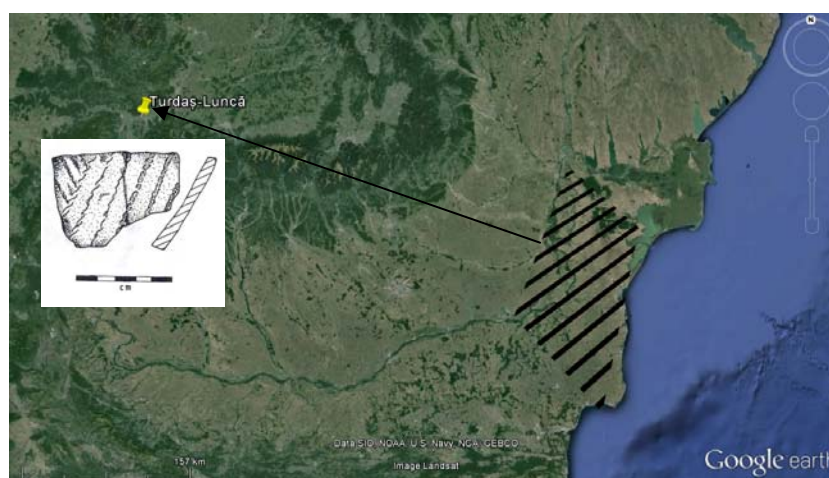 N
Turdaș-Luncă
cm
Data SIO, NOAA, U.S. Navy, NGA, GEBCO
157 km
Image Landsat
Google earth